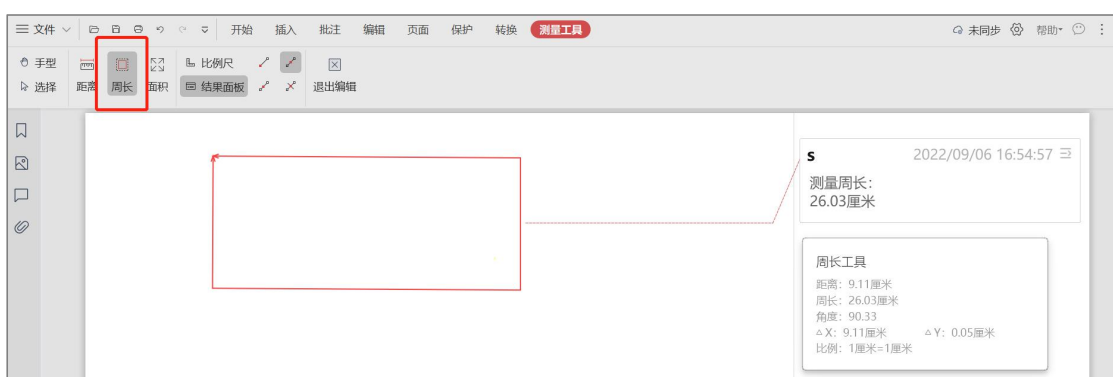 文件 开始 插入 批注 编辑 页面 保护 转换 测量工具 未同步 帮助
手型 比例尺
选择 距离 周长 面积 结果面板 退出编辑
s 2022/09/06 16:54:57
测量周长：
26.03厘米
周长工具
距离：9.11厘米
周长：26.03厘米
角度：90.33
△X：9.11厘米 △Y：0.05厘米
比例：1厘米=1厘米